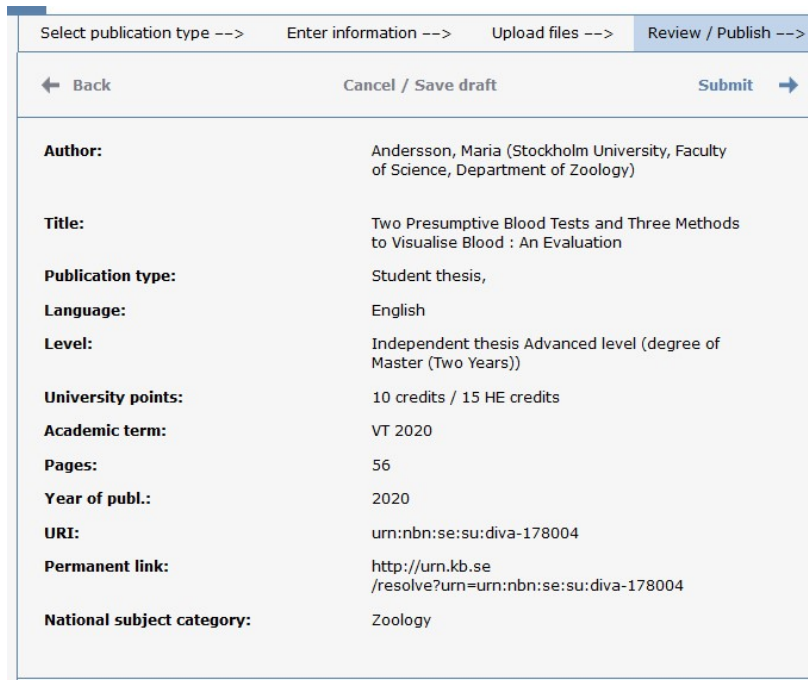 Select publication type --> Enter information --> Upload files --> Review / Publish -->
Back Cancel / Save draft Submit
Author: Andersson, Maria (Stockholm University, Faculty
of Science, Department of Zoology)
Title: Two Presumptive Blood Tests and Three Methods
to Visualise Blood : An Evaluation
Publication type: Student thesis,
Language: English
Level: Independent thesis Advanced level (degree of
Master (Two Years))
University points: 10 credits / 15 HE credits
Academic term: VT 2020
Pages: 56
Year of publ.: 2020
URI: urn:nbn:se:su:diva-178004
Permanent link: http://urn.kb.se
/resolve?urn=urn:nbn:se:su:diva-178004
National subject category: Zoology